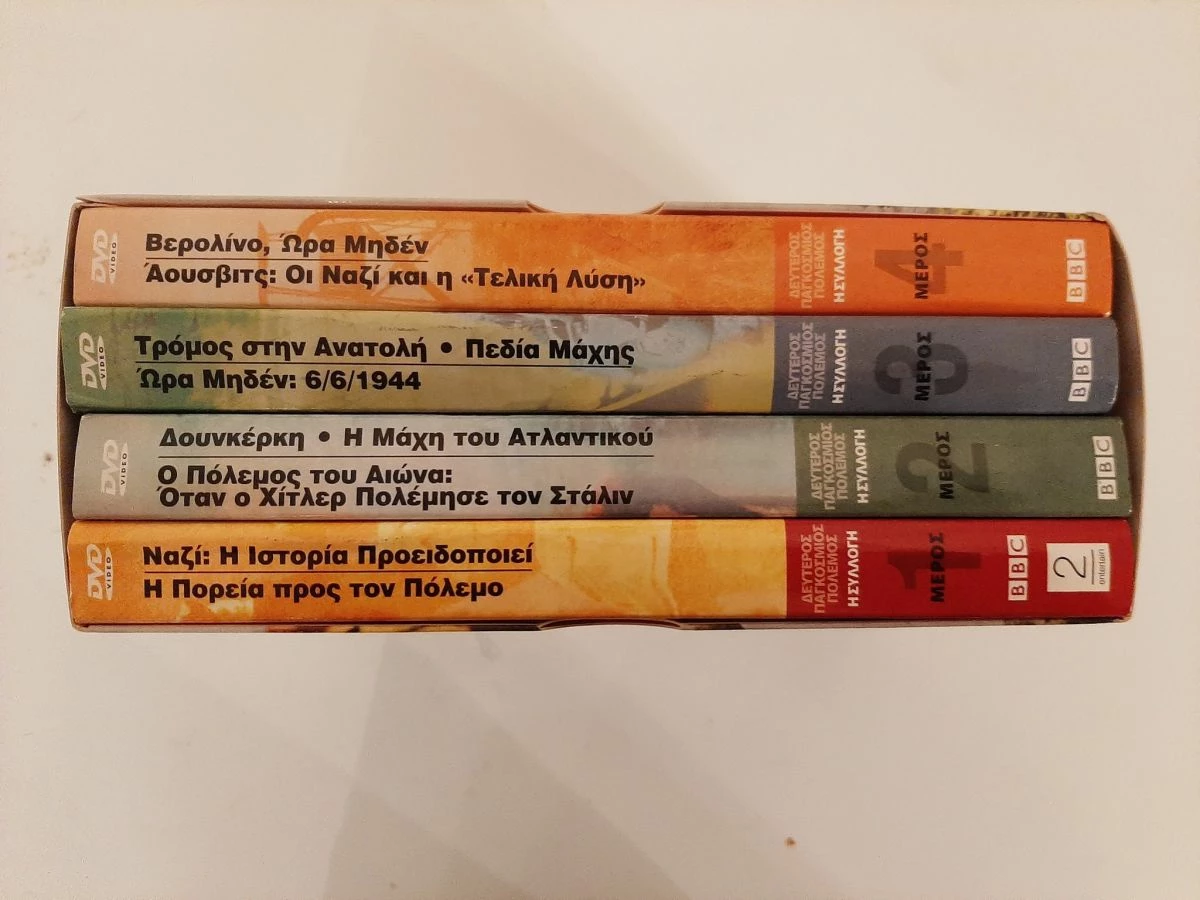 DVD
VIDEO
Βερολίνο, Ώρα Μηδέν
Άουσβιτς: Οι Ναζί και η «Τελική Λύση»
ΔΕΥΤΕΡΟΣ
ΠΑΓΚΟΣΜΙΟΣ
ΠΟΛΕΜΟΣ
Η ΣΥΛΛΟΓΗ
4
ΜΕΡΟΣ
BBC
DVD
VIDEO
Τρόμος στην Ανατολή • Πεδία Μάχης
Ώρα Μηδέν: 6/6/1944
ΔΕΥΤΕΡΟΣ
ΠΑΓΚΟΣΜΙΟΣ
ΠΟΛΕΜΟΣ
Η ΣΥΛΛΟΓΗ
3
ΜΕΡΟΣ
BBC
DVD
VIDEO
Δουνκέρκη • Η Μάχη του Ατλαντικού
Ο Πόλεμος του Αιώνα:
Όταν ο Χίτλερ Πολέμησε τον Στάλιν
ΔΕΥΤΕΡΟΣ
ΠΑΓΚΟΣΜΙΟΣ
ΠΟΛΕΜΟΣ
Η ΣΥΛΛΟΓΗ
2
ΜΕΡΟΣ
BBC
DVD
VIDEO
Ναζί: Η Ιστορία Προειδοποιεί
Η Πορεία προς τον Πόλεμο
ΔΕΥΤΕΡΟΣ
ΠΑΓΚΟΣΜΙΟΣ
ΠΟΛΕΜΟΣ
Η ΣΥΛΛΟΓΗ
1
ΜΕΡΟΣ
BBC
2
entertain